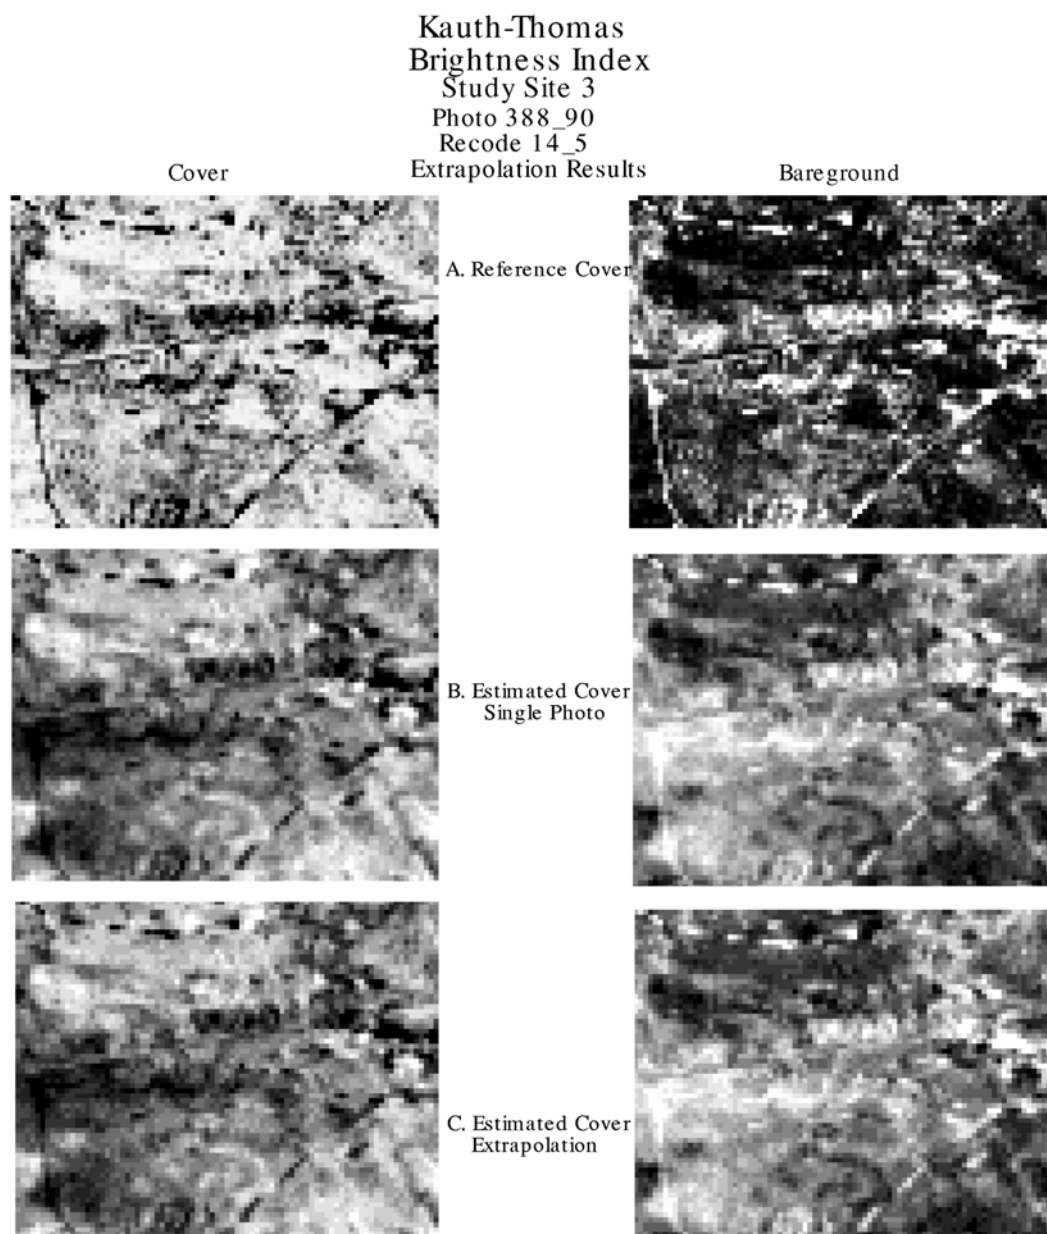 Kauth-Thomas
Brightness Index
Study Site 3
Photo 388_90
Recode 14_5
Extrapolation Results
Cover
Bareground
A. Reference Cover
B. Estimated Cover
Single Photo
C. Estimated Cover
Extrapolation